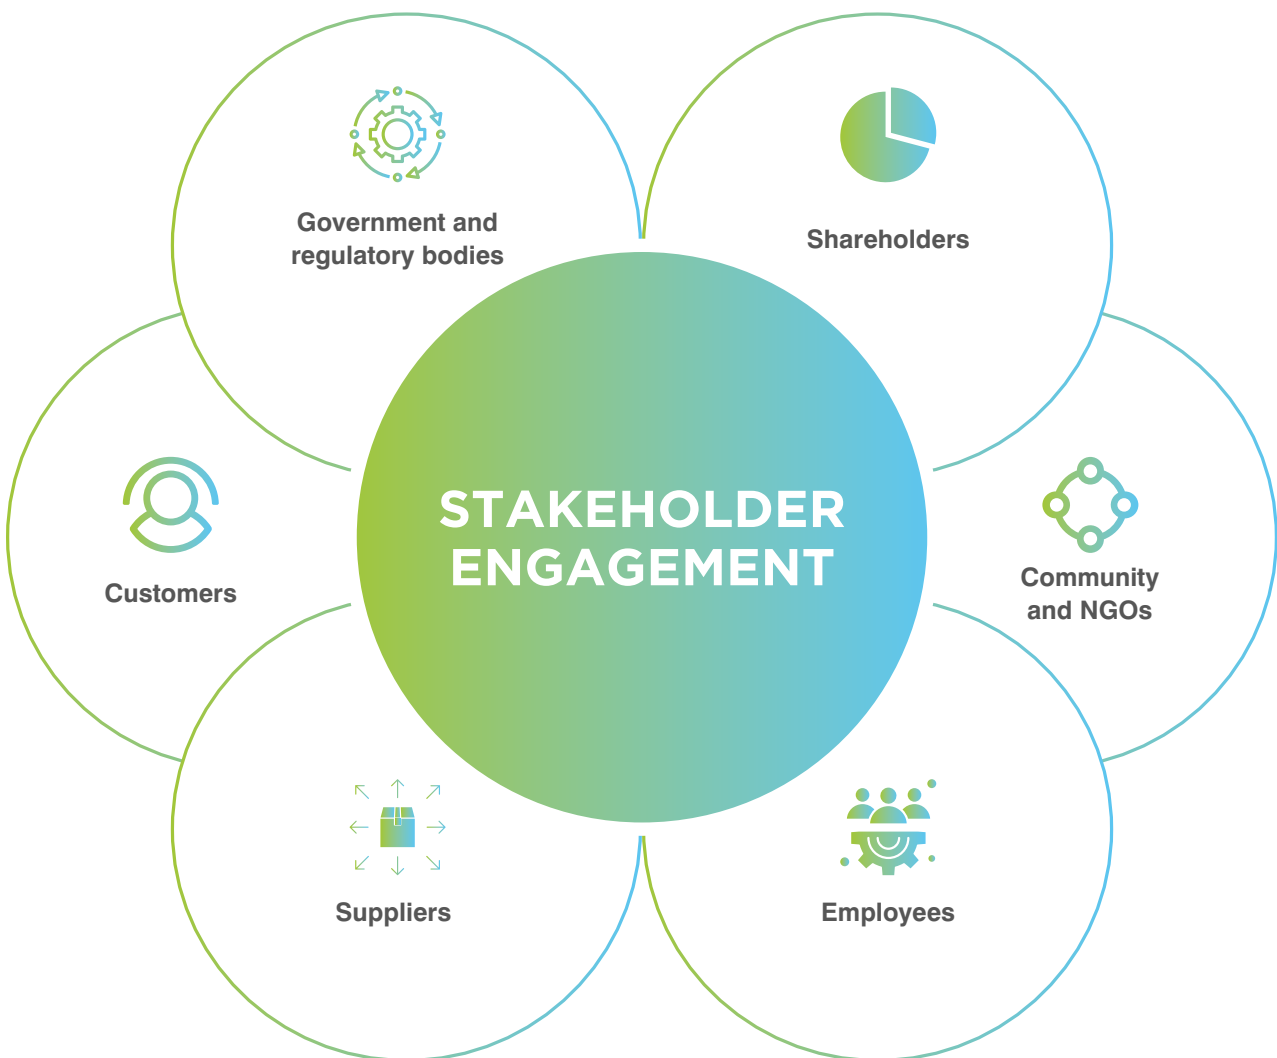 Government and
regulatory bodies
Shareholders
Customers
STAKEHOLDER
ENGAGEMENT
Community
and NGOs
Suppliers
Employees